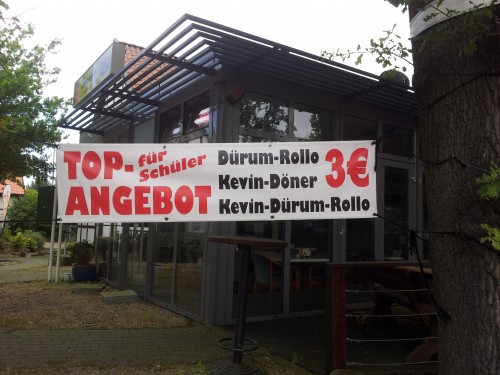 TOP- für Schüler
ANGEBOT
Dürum-Rollo
Kevin-Döner
Kevin-Dürum-Rollo
3€